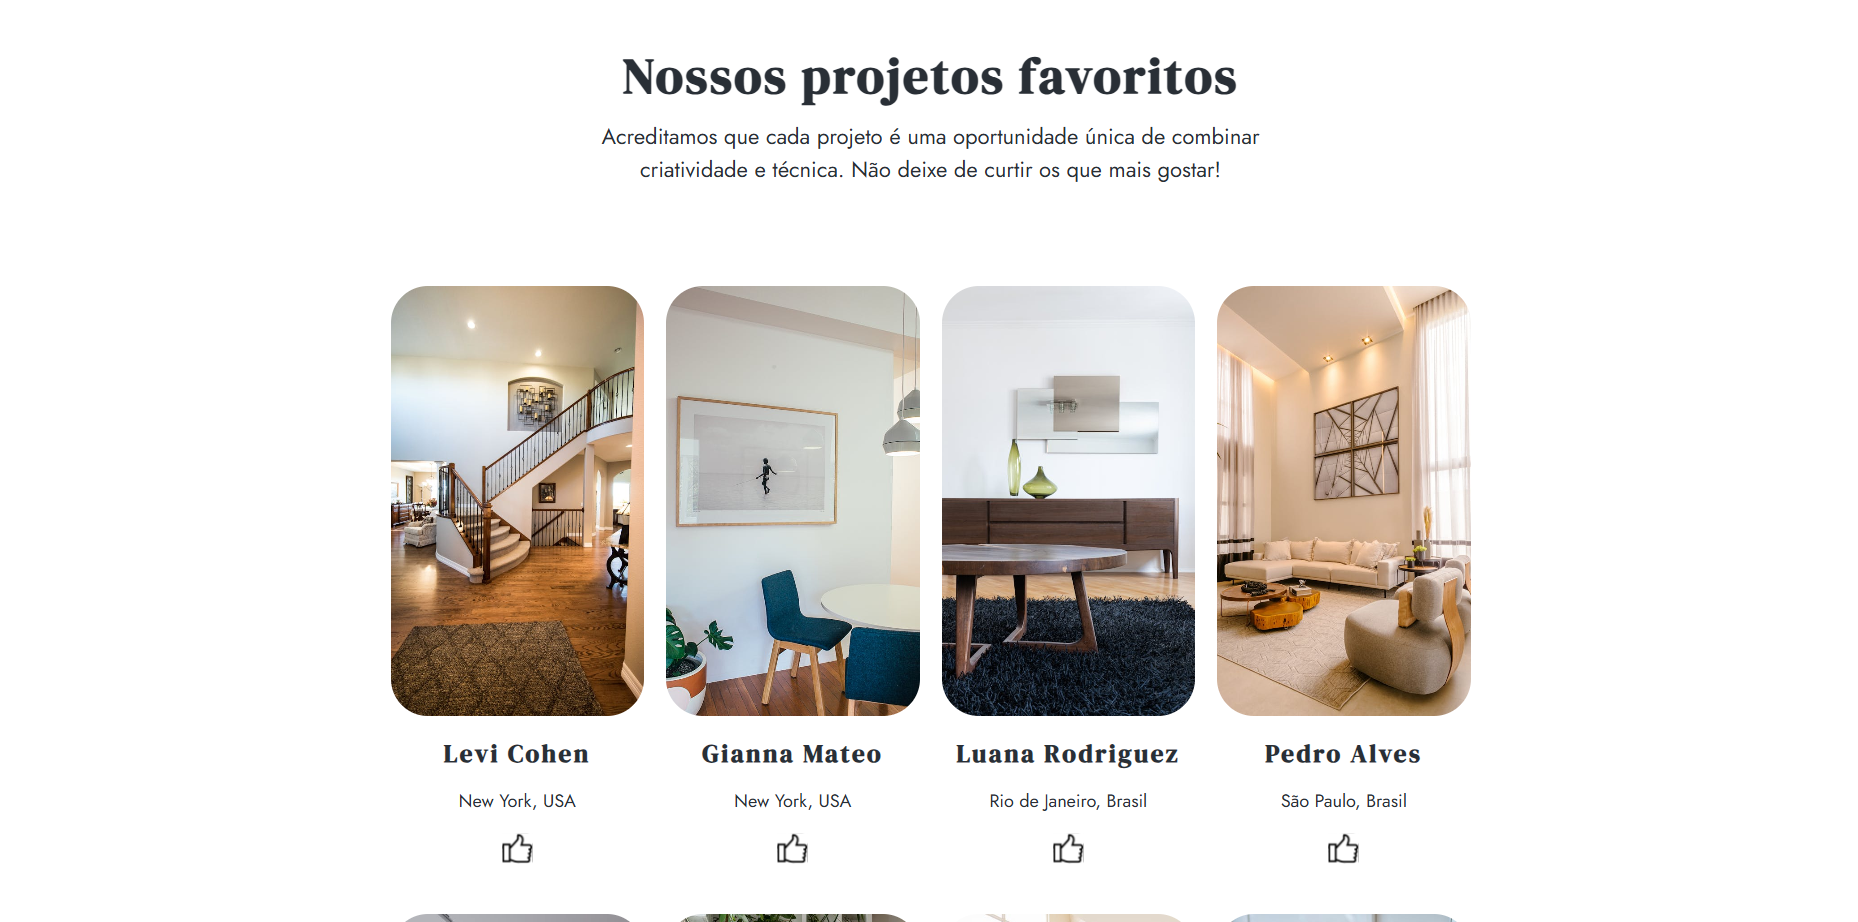 Nossos projetos favoritos
Acreditamos que cada projeto é uma oportunidade única de combinar
criatividade e técnica. Não deixe de curtir os que mais gostar!
Levi Cohen
Gianna Mateo
Luana Rodriguez
Pedro Alves
New York, USA
New York, USA
Rio de Janeiro, Brasil
São Paulo, Brasil